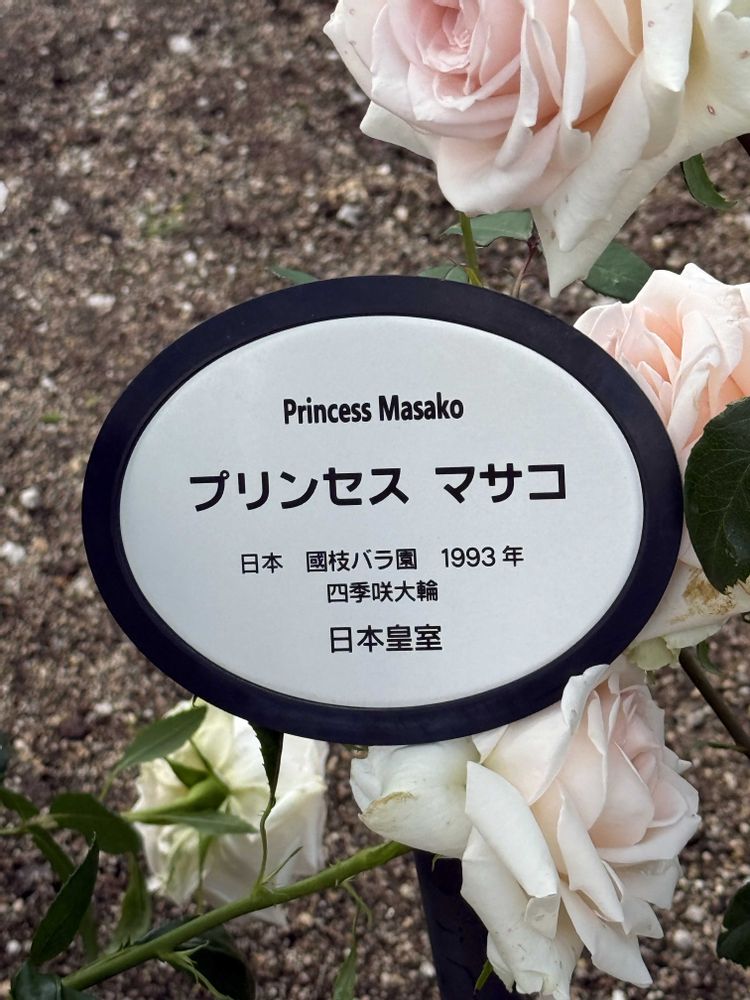 Princess Masako
プリンセス マサコ
日本　國枝バラ園　1993 年
四季咲大輪
日本皇室